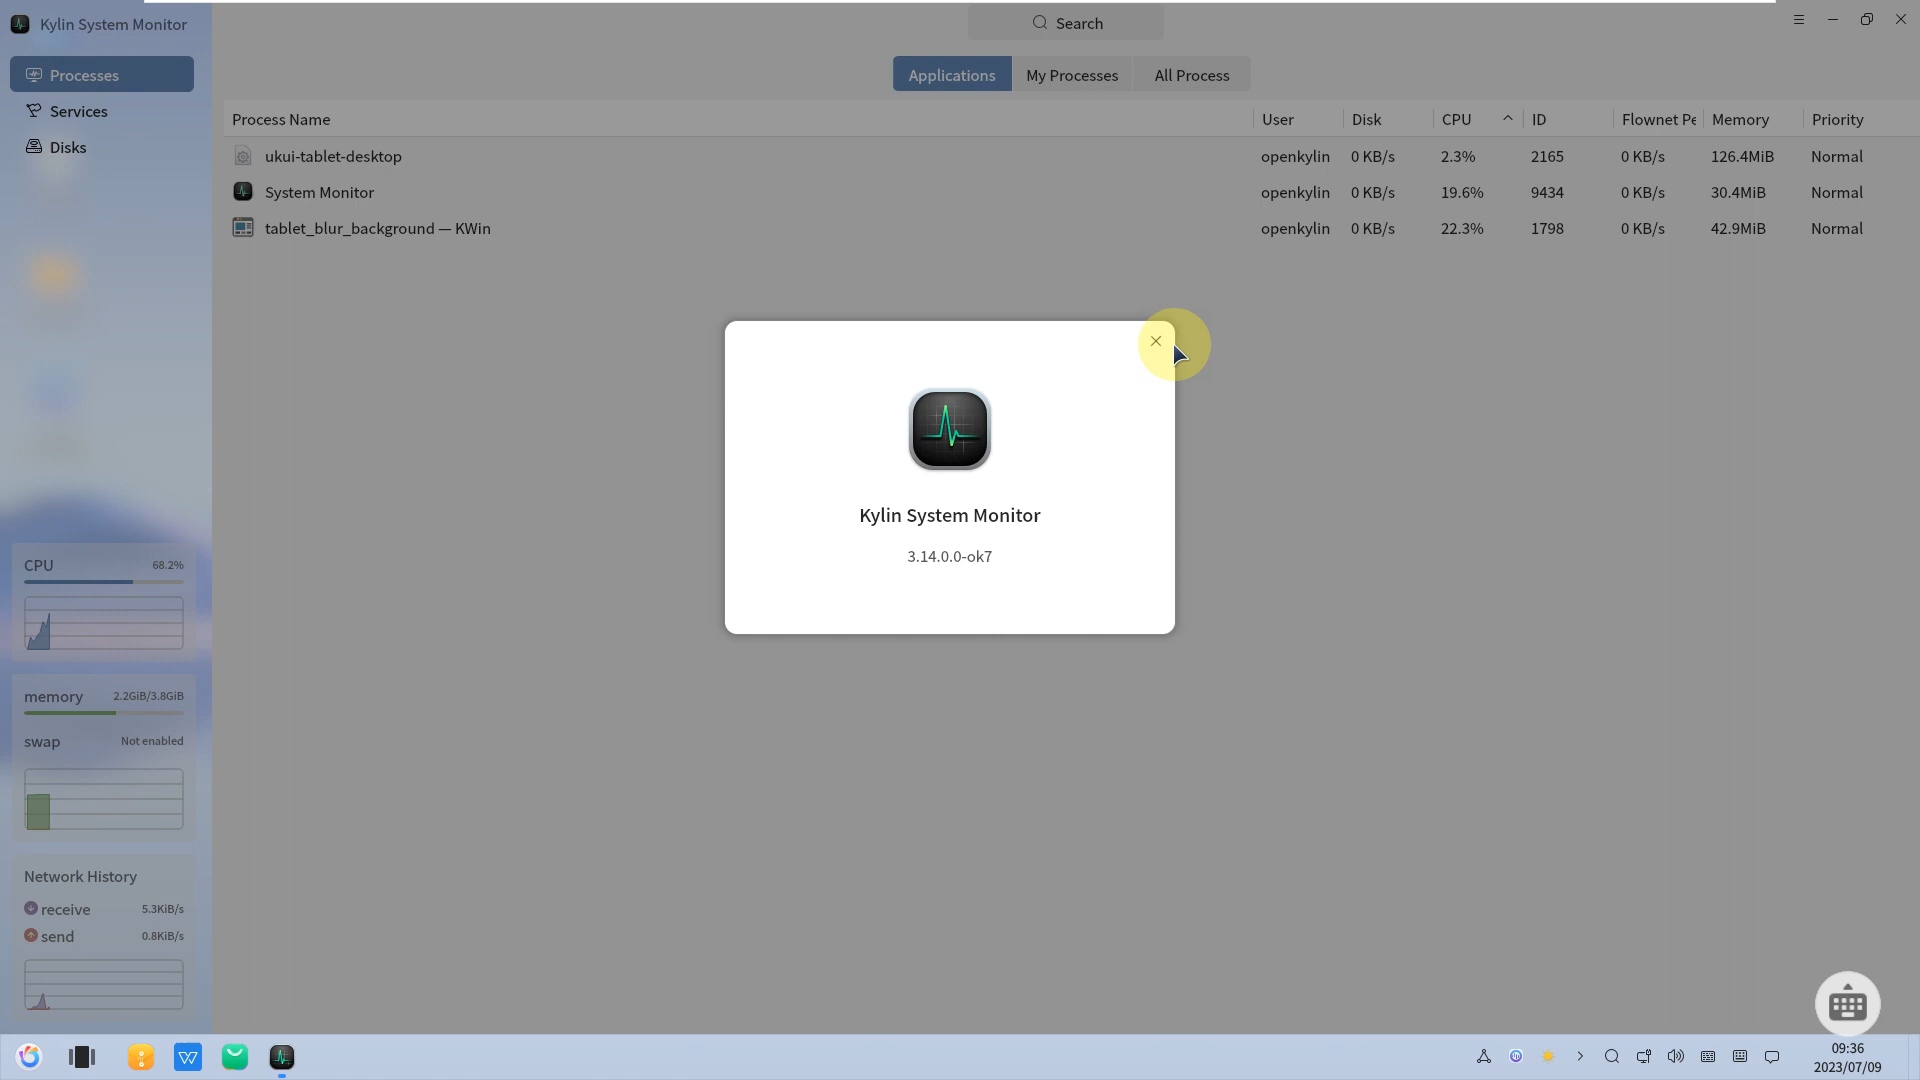 Kylin System Monitor
Search
Processes
Services
Disks
Applications My Processes All Process
Process Name User Disk CPU ID Flownet Pe Memory Priority
ukui-tablet-desktop openkylin 0 KB/s 2.3% 2165 0 KB/s 126.4MiB Normal
System Monitor openkylin 0 KB/s 19.6% 9434 0 KB/s 30.4MiB Normal
tablet_blur_background — KWin openkylin 0 KB/s 22.3% 1798 0 KB/s 42.9MiB Normal
Kylin System Monitor
3.14.0.0-ok7
CPU 68.2%
memory 2.2GiB/3.8GiB
swap Not enabled
Network History
receive 5.3KiB/s
send 0.8KiB/s
09:36
2023/07/09